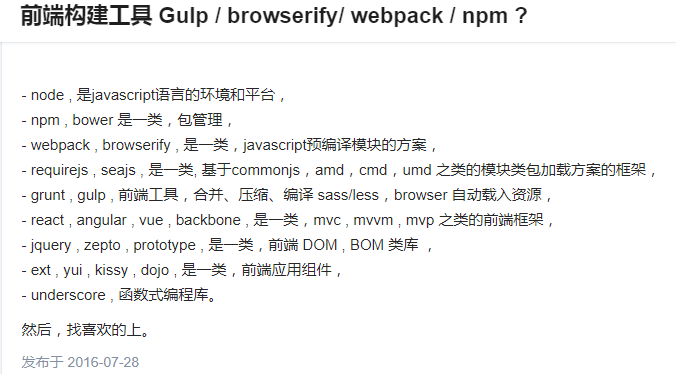 前端构建工具 Gulp / browserify/ webpack / npm ?
- node , 是javascript语言的环境和平台，
- npm , bower 是一类，包管理，
- webpack , browserify , 是一类，javascript预编译模块的方案，
- requirejs , seajs , 是一类, 基于commonjs，amd，cmd，umd 之类的模块类包加载方案的框架，
- grunt , gulp , 前端工具，合并、压缩、编译 sass/less，browser 自动载入资源，
- react , angular , vue , backbone , 是一类，mvc , mvvm , mvp 之类的前端框架，
- jquery , zepto , prototype , 是一类，前端 DOM , BOM 类库 ，
- ext , yui , kissy , dojo , 是一类，前端应用组件，
- underscore , 函数式编程库。
然后，找喜欢的上。
发布于 2016-07-28